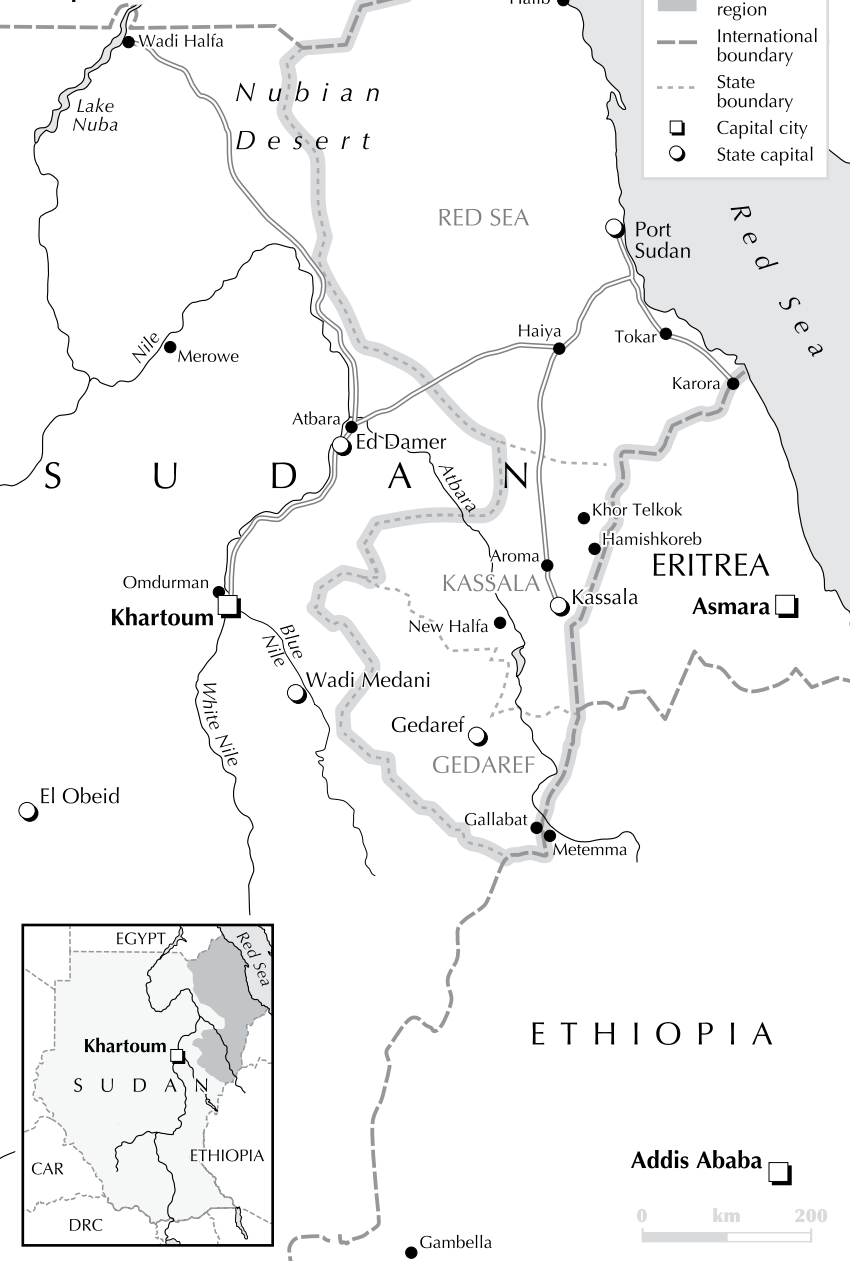 Halib
region
International
boundary
State
boundary
Capital city
State capital
Wadi Halfa
Lake
Nuba
Nubian
Desert
Red Sea
RED SEA
Port
Sudan
Haiya
Tokar
Karora
Nile
Merowe
Atbara
Ed Damer
SUDAN
Atbara
Khor Telkok
Hamishkoreb
Aroma
ERITREA
KASSALA
Omdurman
Khartoum
Kassala
Asmara
New Halfa
Blue
Nile
White Nile
Wadi Medani
Gedaref
GEDAREF
El Obeid
Gallabat
Metemma
EGYPT
Red Sea
Khartoum
SUDAN
ETHIOPIA
CAR
DRC
ETHIOPIA
Addis Ababa
0 km 200
Gambella